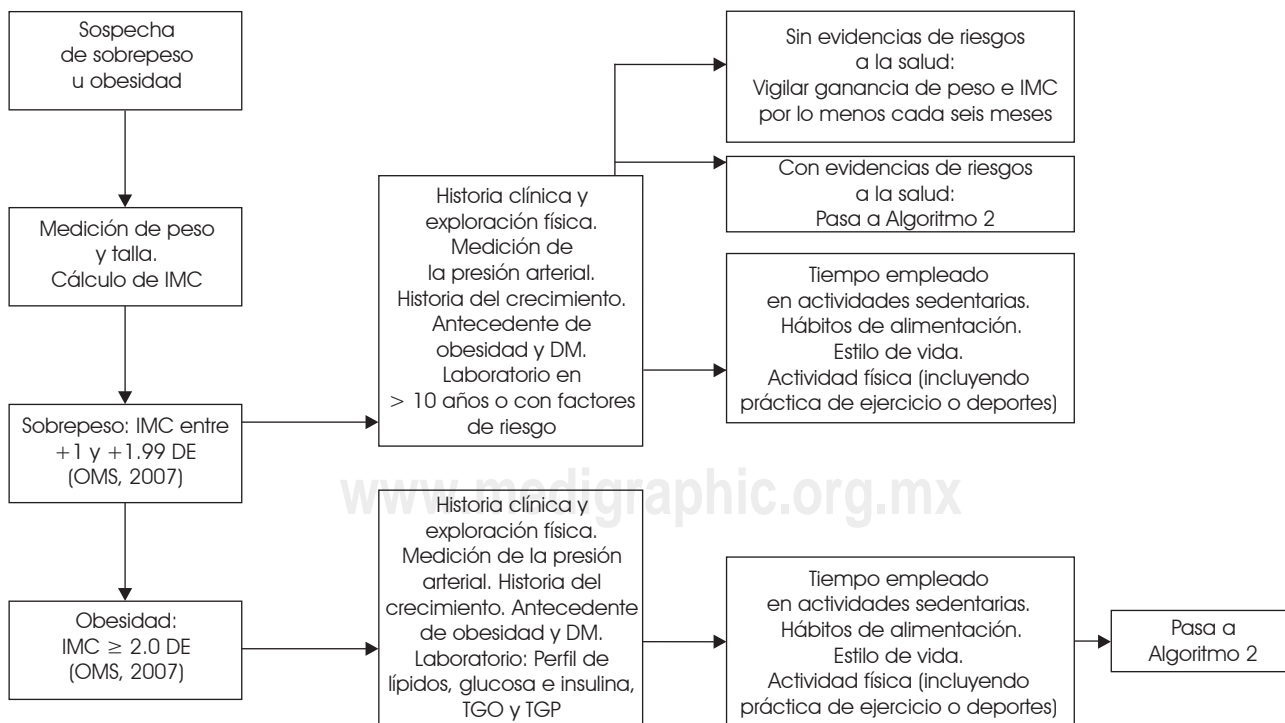 Sospecha
de sobrepeso
u obesidad
Medición de peso
y talla.
Cálculo de IMC
Sobrepeso: IMC entre
+1 y +1.99 DE
(OMS, 2007)
Obesidad:
IMC ≥ 2.0 DE
(OMS, 2007)
Historia clínica y
exploración física.
Medición de
la presión arterial.
Historia del crecimiento.
Antecedente de
obesidad y DM.
Laboratorio en
> 10 años o con factores
de riesgo
Historia clínica y
exploración física.
Medición de la presión
arterial. Historia del
crecimiento. Antecedente
de obesidad y DM.
Laboratorio: Perfil de
lípidos, glucosa e insulina,
TGO y TGP
Sin evidencias de riesgos
a la salud:
Vigilar ganancia de peso e IMC
por lo menos cada seis meses
Con evidencias de riesgos
a la salud:
Pasa a Algoritmo 2
Tiempo empleado
en actividades sedentarias.
Hábitos de alimentación.
Estilo de vida.
Actividad física (incluyendo
práctica de ejercicio o deportes)
Tiempo empleado
en actividades sedentarias.
Hábitos de alimentación.
Estilo de vida.
Actividad física (incluyendo
práctica de ejercicio o deportes)
Pasa a
Algoritmo 2
www.medigraphic.org.mx